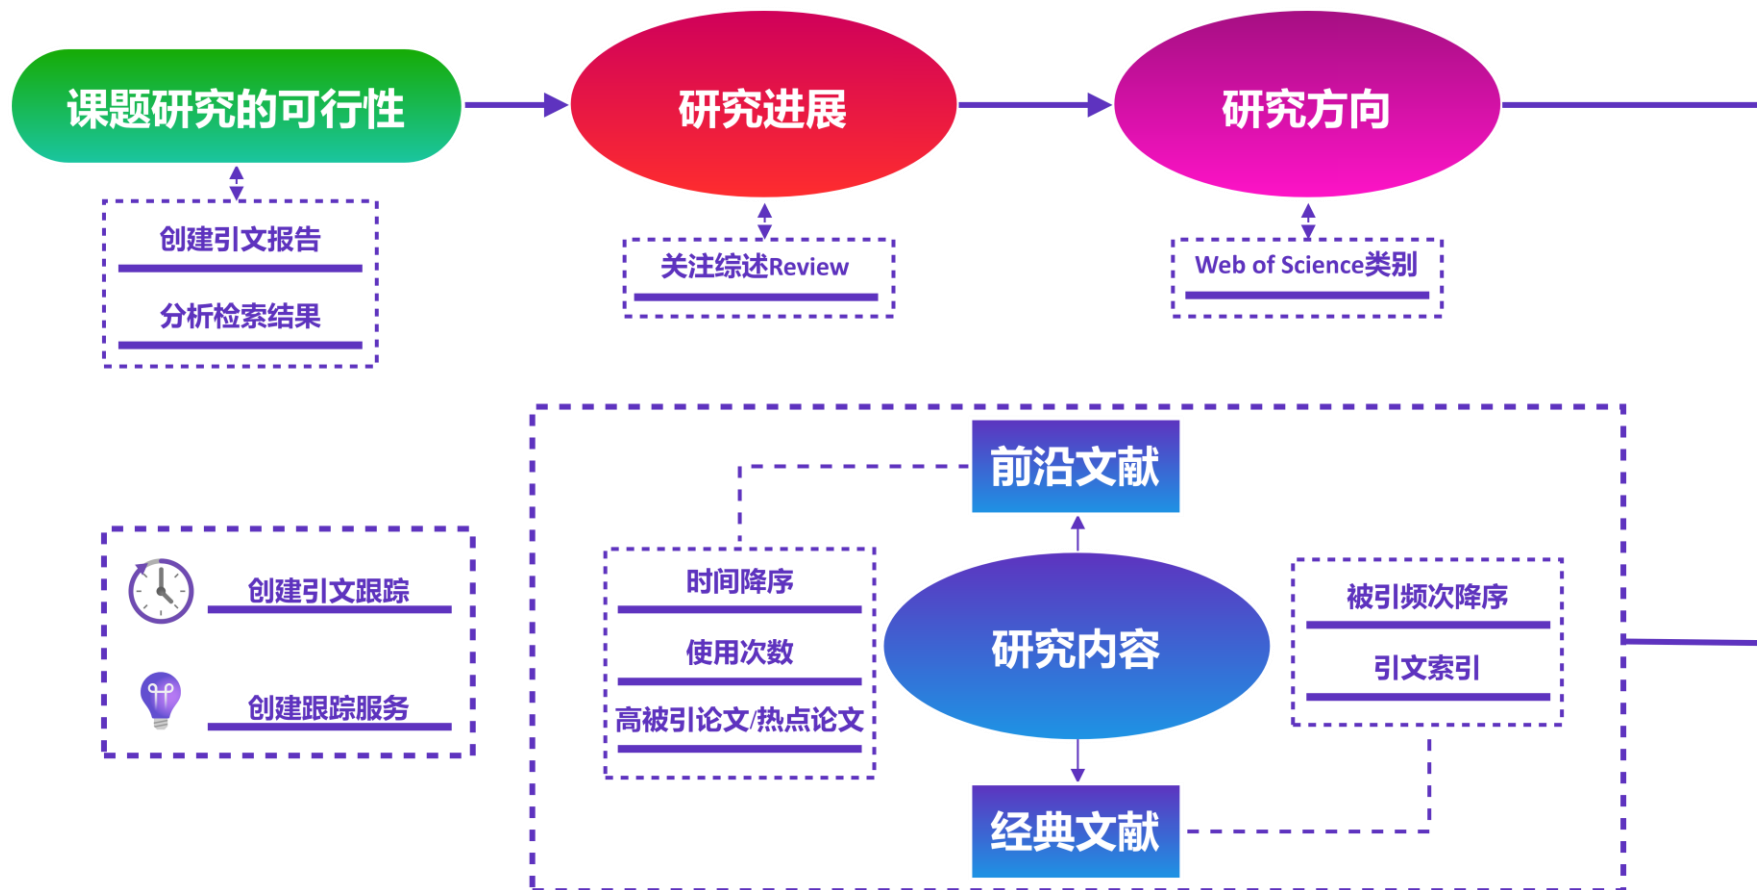 课题研究的可行性
研究进展
研究方向
创建引文报告
分析检索结果
关注综述Review
Web of Science类别
前沿文献
时间降序
使用次数
高被引论文/热点论文
研究内容
被引频次降序
引文索引
经典文献
创建引文跟踪
创建跟踪服务